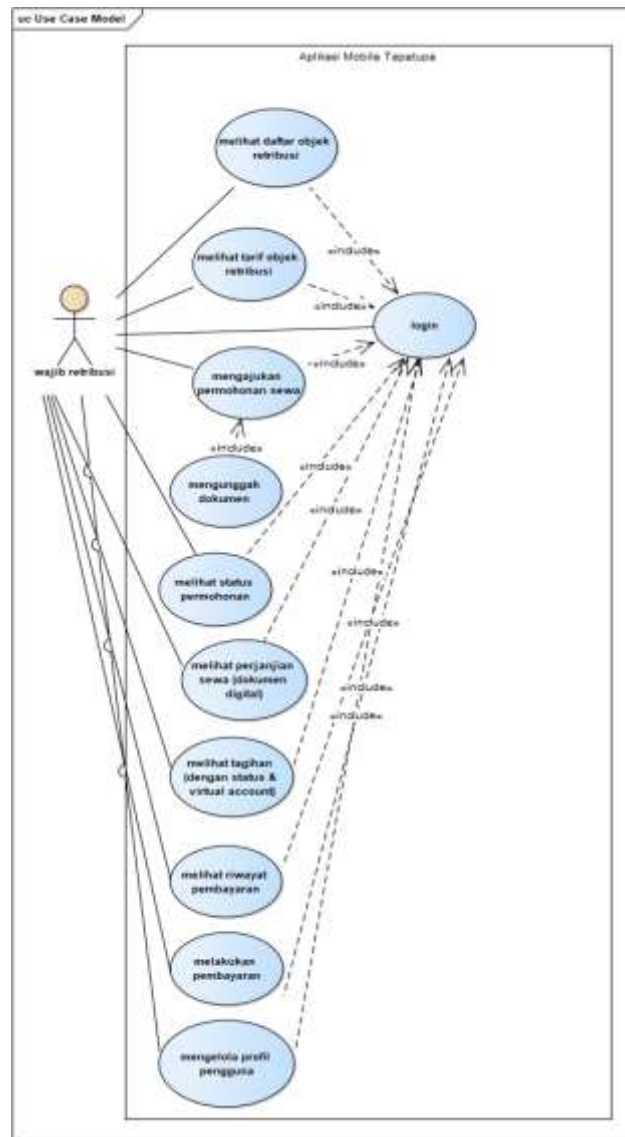 uc Use Case Model
Aplikasi Mobile Tapatupa
melihat daftar objek
retribusi
«include»
melihat tarif objek
retribusi
«include»
login
wajib retribusi
mengajukan
permohonan sewa
«include»
«include»
mengunggah
dokumen
«include»
melihat status
permohonan
«include»
melihat perjanjian
sewa (dokumen
digital)
«include»
melihat tagihan
(dengan status &
virtual account)
«include»
«include»
«include»
melihat riwayat
pembayaran
melakukan
pembayaran
mengelola profil
pengguna